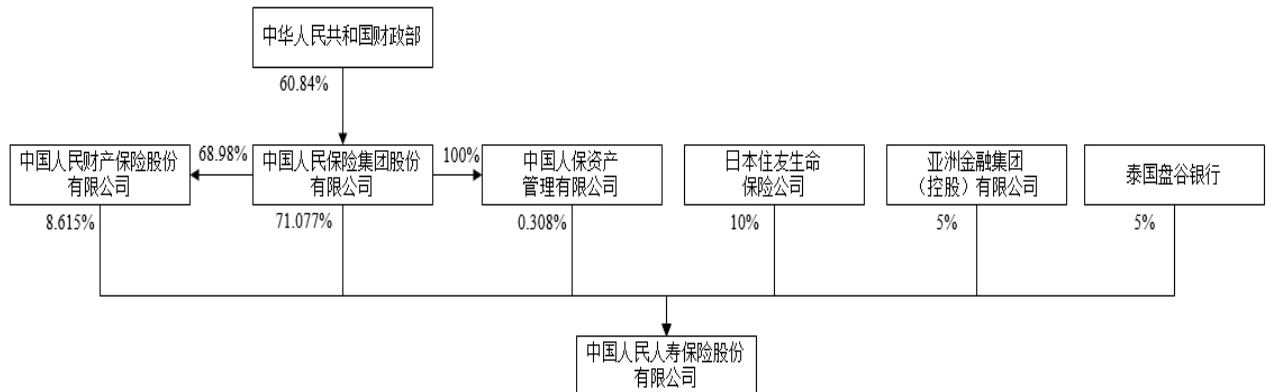 中华人民共和国财政部
60.84%
中国人民财产保险股份
有限公司
68.98%
中国人民保险集团股份
有限公司
100%
中国人保资产
管理有限公司
日本住友生命
保险公司
亚洲金融集团
（控股）有限公司
泰国盘谷银行
8.615%
71.077%
0.308%
10%
5%
5%
中国人民人寿保险股份
有限公司